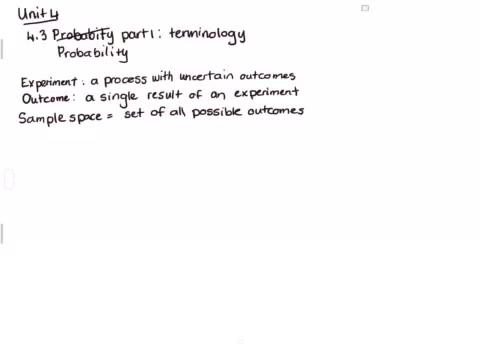 Unit 4
4.3 Probabity part 1: terminology
Probability
Experiment: a process with uncertain outcomes
Outcome: a single result of an experiment
Sample space = set of all possible outcomes